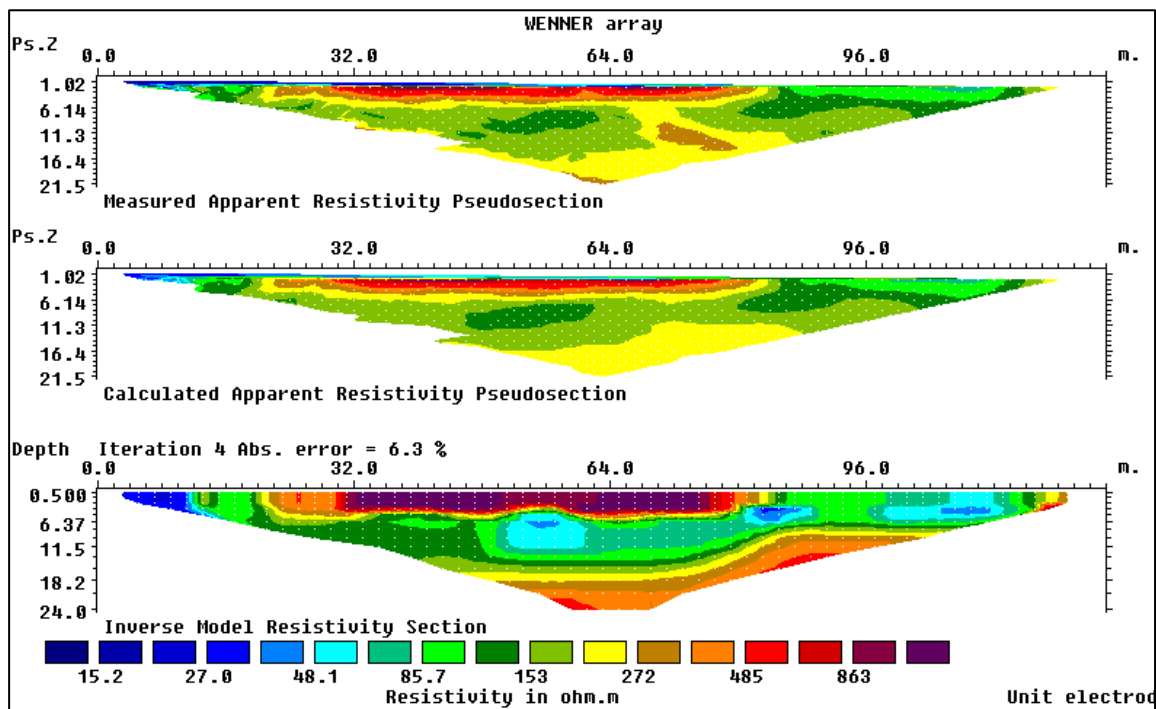 WENNER array
Ps.Z
0.0 32.0 64.0 96.0 m.
1.02
6.14
11.3
16.4
21.5
Measured Apparent Resistivity Pseudosection
Ps.Z
0.0 32.0 64.0 96.0 m.
1.02
6.14
11.3
16.4
21.5
Calculated Apparent Resistivity Pseudosection
Depth Iteration 4 Abs. error = 6.3 %
0.0 32.0 64.0 96.0 m.
0.500
6.37
11.5
18.2
24.0
Inverse Model Resistivity Section
15.2 27.0 48.1 85.7 153 272 485 863
Resistivity in ohm.m Unit electrod